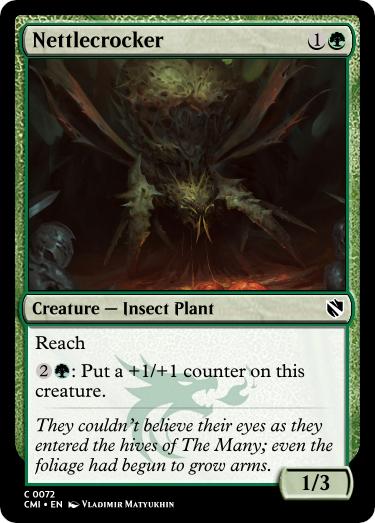 Nettlecrocker 1
Creature — Insect Plant
Reach
2: Put a +1/+1 counter on this
creature.
They couldn't believe their eyes as they
entered the hives of The Many; even the
foliage had begun to grow arms.
1/3
C 0072
CMI • EN Vladimir Matyukhin